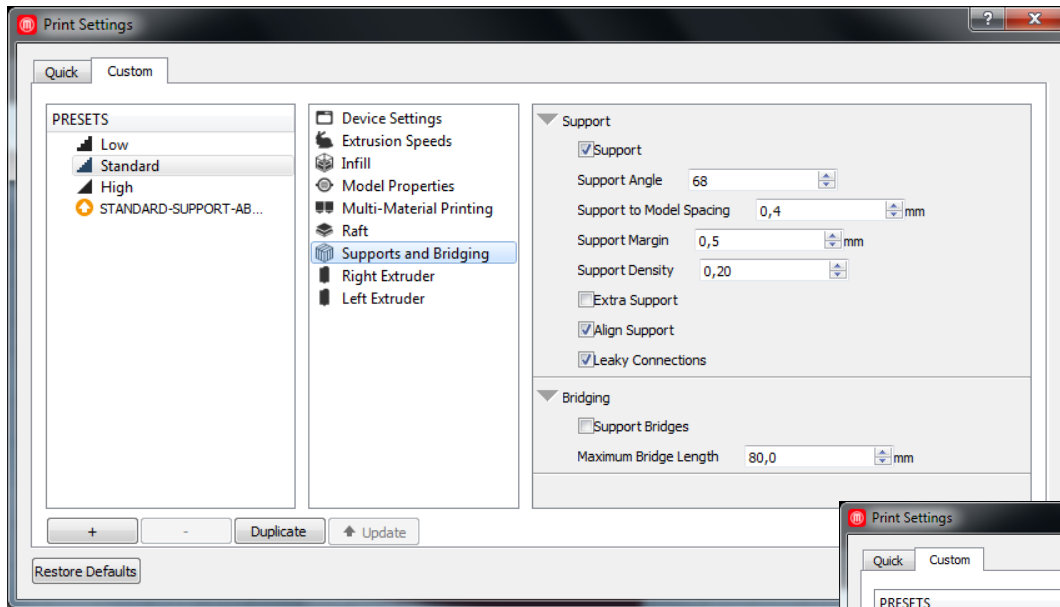 Print Settings
Quick Custom
PRESETS
Low
Standard
High
STANDARD-SUPPORT-AB...
Device Settings
Extrusion Speeds
Infill
Model Properties
Multi-Material Printing
Raft
Supports and Bridging
Right Extruder
Left Extruder
Support
Support
Support Angle 68
Support to Model Spacing 0,4 mm
Support Margin 0,5 mm
Support Density 0,20
Extra Support
Align Support
Leaky Connections
Bridging
Support Bridges
Maximum Bridge Length 80,0 mm
+ - Duplicate Update
Restore Defaults
Print Settings
Quick Custom
PRESETS